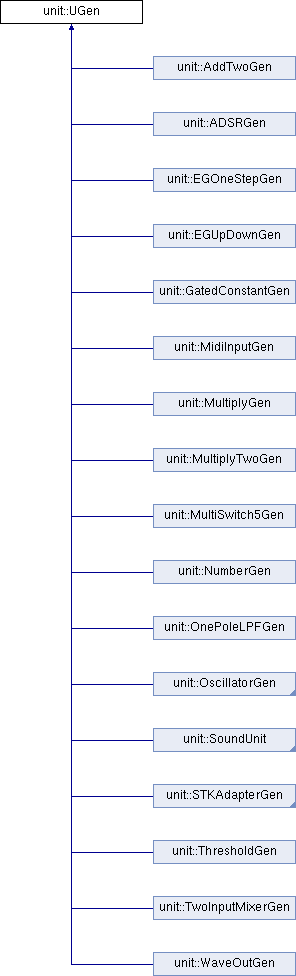 unit::UGen
unit::AddTwoGen
unit::ADSRGen
unit::EGOneStepGen
unit::EGUpDownGen
unit::GatedConstantGen
unit::MidiInputGen
unit::MultiplyGen
unit::MultiplyTwoGen
unit::MultiSwitch5Gen
unit::NumberGen
unit::OnePoleLPFGen
unit::OscillatorGen
unit::SoundUnit
unit::STKAdapterGen
unit::ThresholdGen
unit::TwoInputMixerGen
unit::WaveOutGen